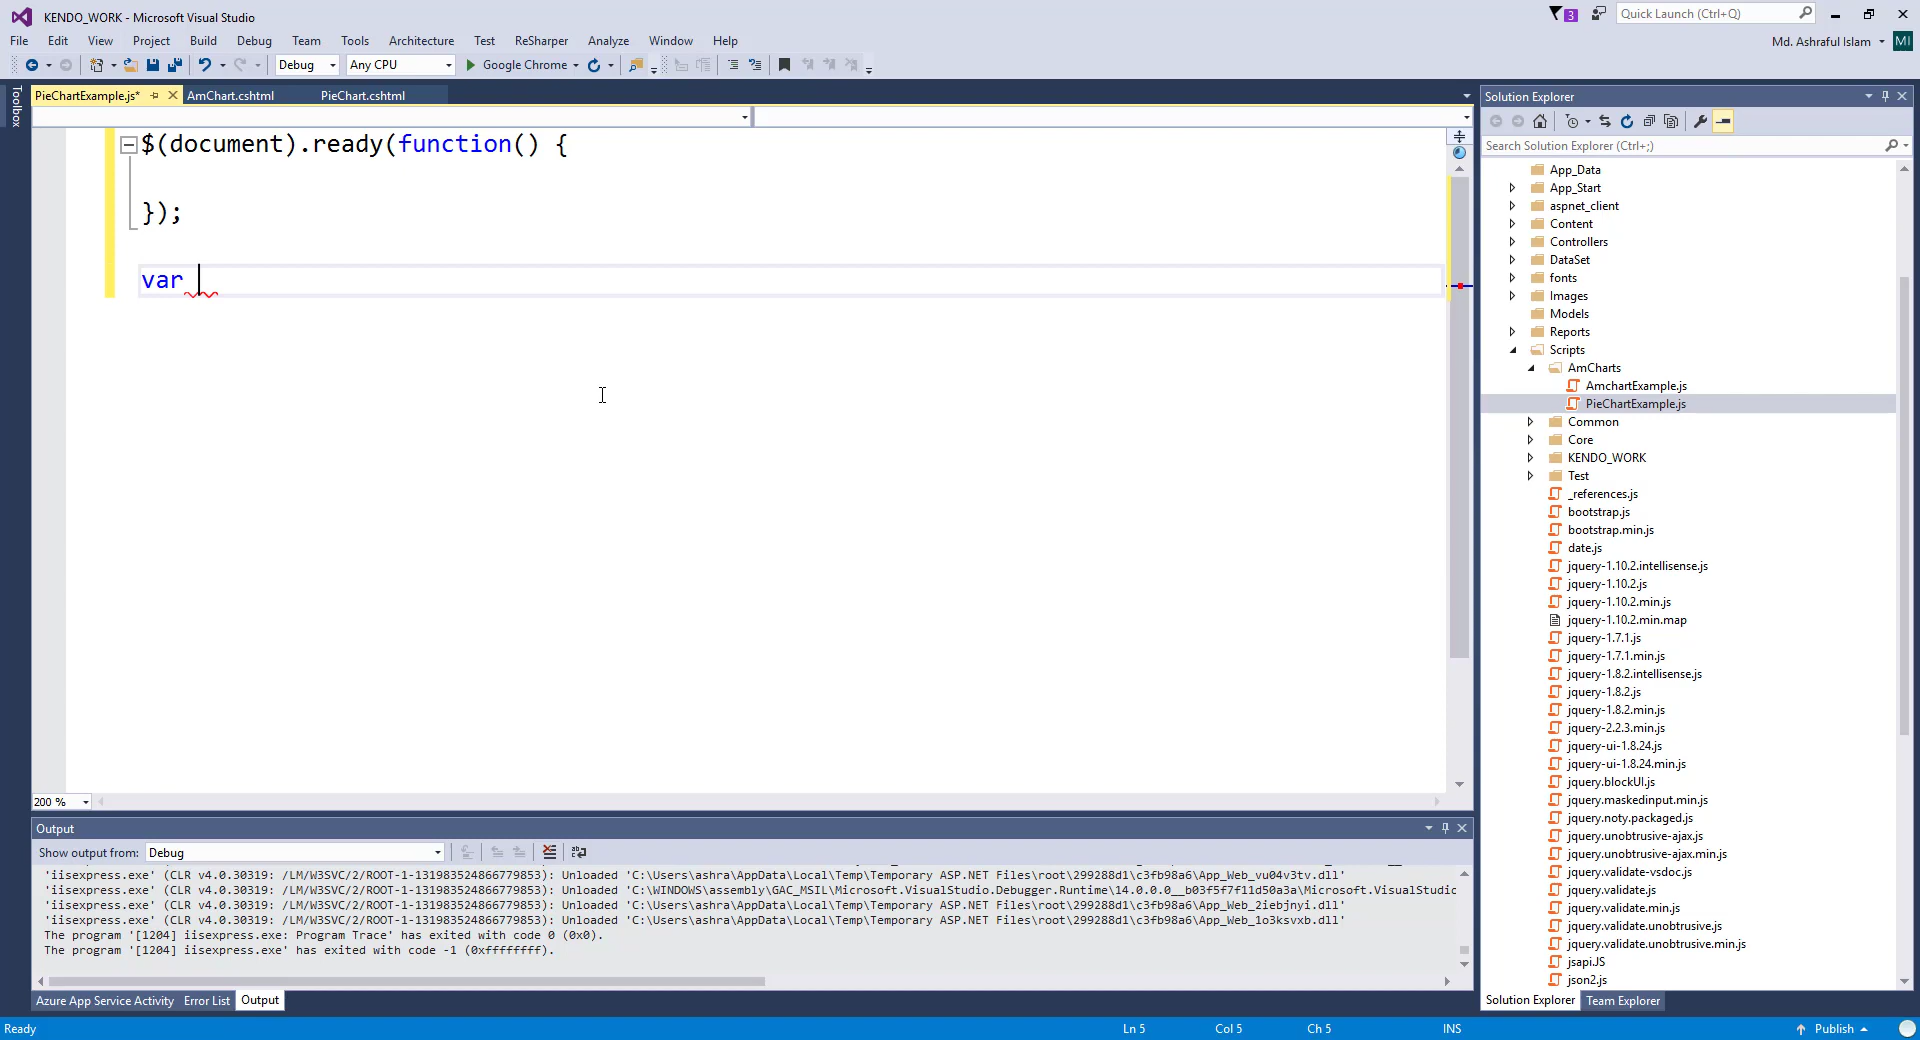 KENDO_WORK - Microsoft Visual Studio
3
Quick Launch (Ctrl+Q)
File Edit View Project Build Debug Team Tools Architecture Test ReSharper Analyze Window Help
Md. Ashraful Islam MI
Debug Any CPU Google Chrome
Toolbox
PieChartExample.js* AmChart.cshtml PieChart.cshtml
$(document).ready(function() {
});
var
200 %
Output
Show output from: Debug
'iisexpress.exe' (CLR v4.0.30319: /LM/W3SVC/2/ROOT-1-131983524866779853): Unloaded 'C:\Users\ashra\AppData\Local\Temp\Temporary ASP.NET Files\root\299288d1\c3fb98a6\App_Web_vu04v3tv.dll'
'iisexpress.exe' (CLR v4.0.30319: /LM/W3SVC/2/ROOT-1-131983524866779853): Unloaded 'C:\WINDOWS\assembly\GAC_MSIL\Microsoft.VisualStudio.Debugger.Runtime\14.0.0.0__b03f5f7f11d50a3a\Microsoft.VisualStudio
'iisexpress.exe' (CLR v4.0.30319: /LM/W3SVC/2/ROOT-1-131983524866779853): Unloaded 'C:\Users\ashra\AppData\Local\Temp\Temporary ASP.NET Files\root\299288d1\c3fb98a6\App_Web_2iebjnyi.dll'
'iisexpress.exe' (CLR v4.0.30319: /LM/W3SVC/2/ROOT-1-131983524866779853): Unloaded 'C:\Users\ashra\AppData\Local\Temp\Temporary ASP.NET Files\root\299288d1\c3fb98a6\App_Web_1o3ksvxb.dll'
The program '[1204] iisexpress.exe: Program Trace' has exited with code 0 (0x0).
The program '[1204] iisexpress.exe' has exited with code -1 (0xffffffff).
Azure App Service Activity Error List Output
Solution Explorer
Search Solution Explorer (Ctrl+;)
App_Data
App_Start
aspnet_client
Content
Controllers
DataSet
fonts
Images
Models
Reports
Scripts
AmCharts
AmchartExample.js
PieChartExample.js
Common
Core
KENDO_WORK
Test
_references.js
bootstrap.js
bootstrap.min.js
date.js
jquery-1.10.2.intellisense.js
jquery-1.10.2.js
jquery-1.10.2.min.js
jquery-1.10.2.min.map
jquery-1.7.1.js
jquery-1.7.1.min.js
jquery-1.8.2.intellisense.js
jquery-1.8.2.js
jquery-1.8.2.min.js
jquery-2.2.3.min.js
jquery-ui-1.8.24.js
jquery-ui-1.8.24.min.js
jquery.blockUI.js
jquery.maskedinput.min.js
jquery.noty.packaged.js
jquery.unobtrusive-ajax.js
jquery.unobtrusive-ajax.min.js
jquery.validate-vsdoc.js
jquery.validate.js
jquery.validate.min.js
jquery.validate.unobtrusive.js
jquery.validate.unobtrusive.min.js
jsapi.JS
json2.js
Solution Explorer Team Explorer
Ready Ln 5 Col 5 Ch 5 INS Publish